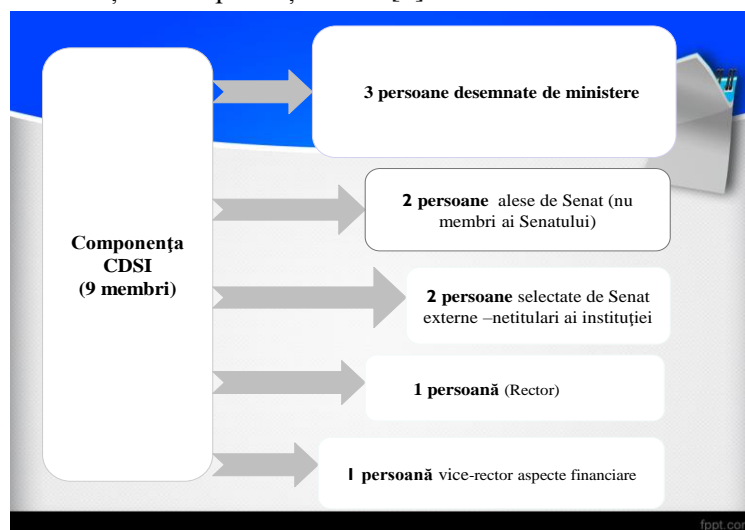 3 persoane desemnate de ministere
2 persoane alese de Senat (nu
membri ai Senatului)
Componenţa
CDSI
(9 membri)
2 persoane selectate de Senat
externe –netitulari ai instituţiei
1 persoană (Rector)
1 persoană vice-rector aspecte financiare
fppt.com